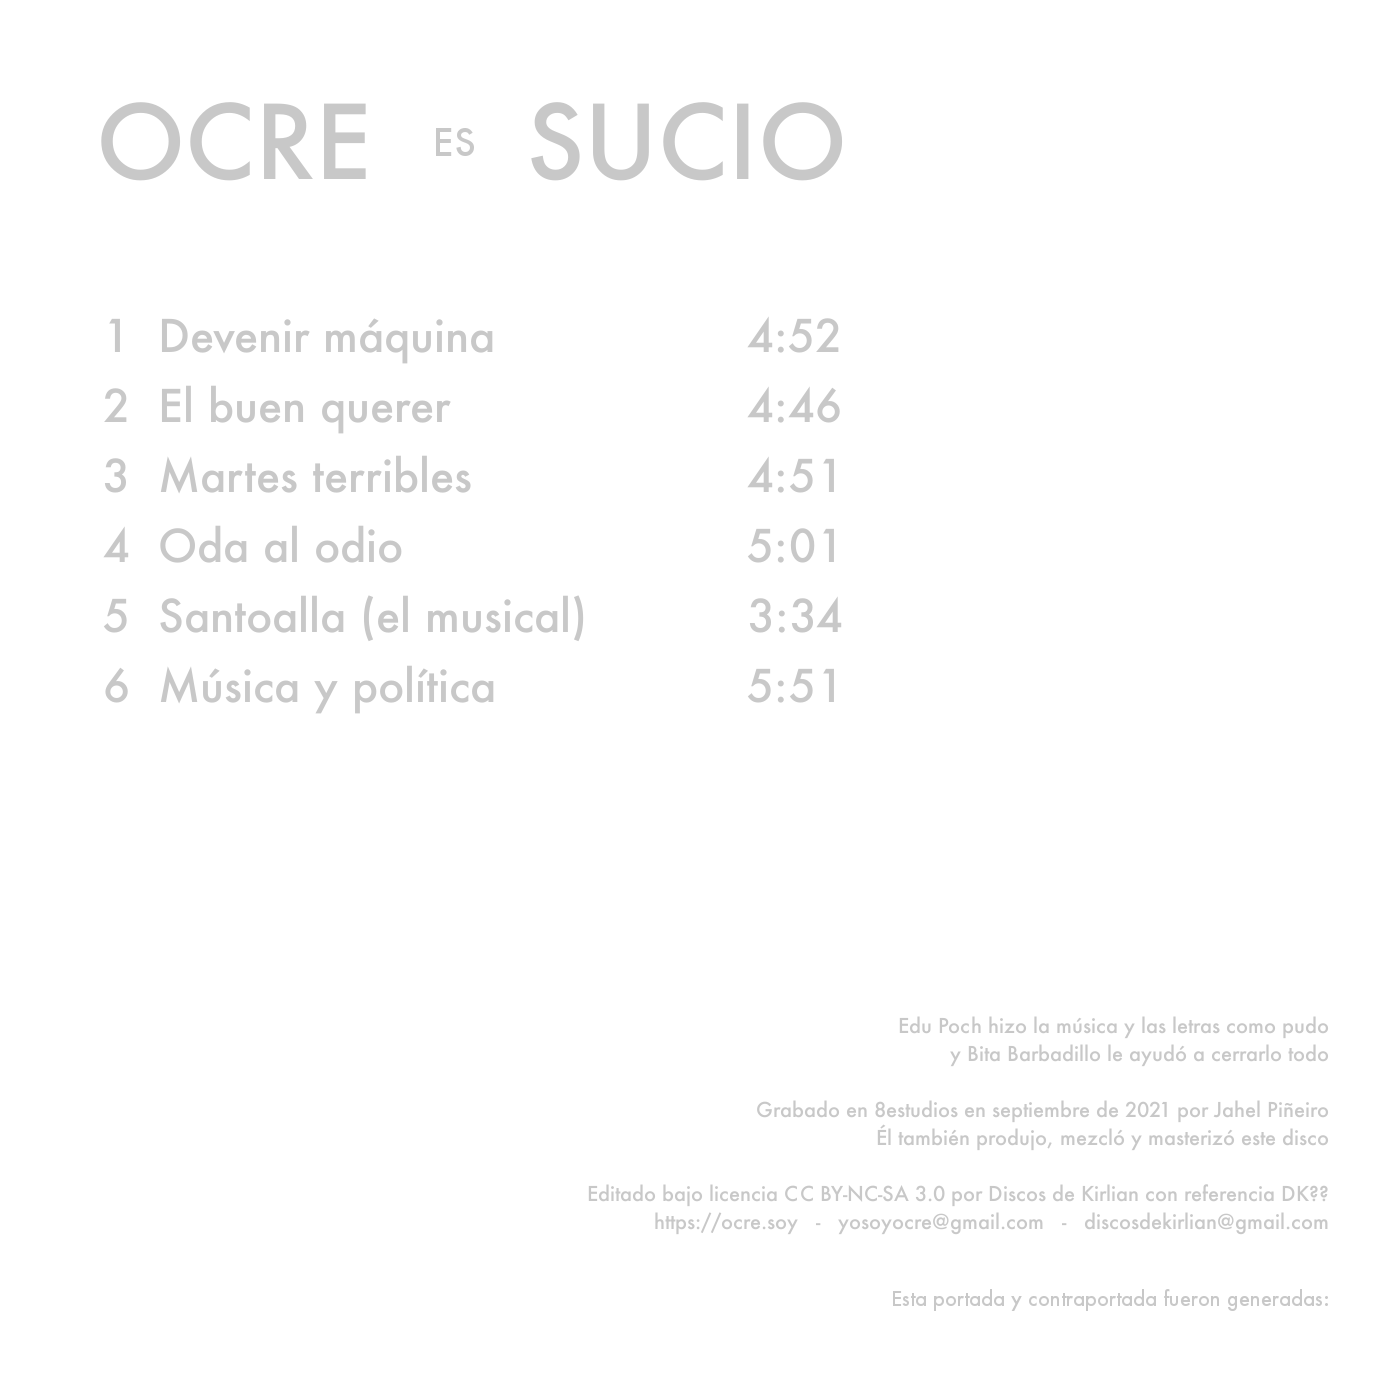 OCRE ES SUCIO
1 Devenir máquina 4:52
2 El buen querer 4:46
3 Martes terribles 4:51
4 Oda al odio 5:01
5 Santoalla (el musical) 3:34
6 Música y política 5:51
Edu Poch hizo la música y las letras como pudo
y Bita Barbadillo le ayudó a cerrarlo todo
Grabado en 8estudios en septiembre de 2021 por Jahel Piñeiro
Él también produjo, mezcló y masterizó este disco
Editado bajo licencia CC BY-NC-SA 3.0 por Discos de Kirlian con referencia DK??
https://ocre.soy - yosoyocre@gmail.com - discosdekirlian@gmail.com
Esta portada y contraportada fueron generadas: